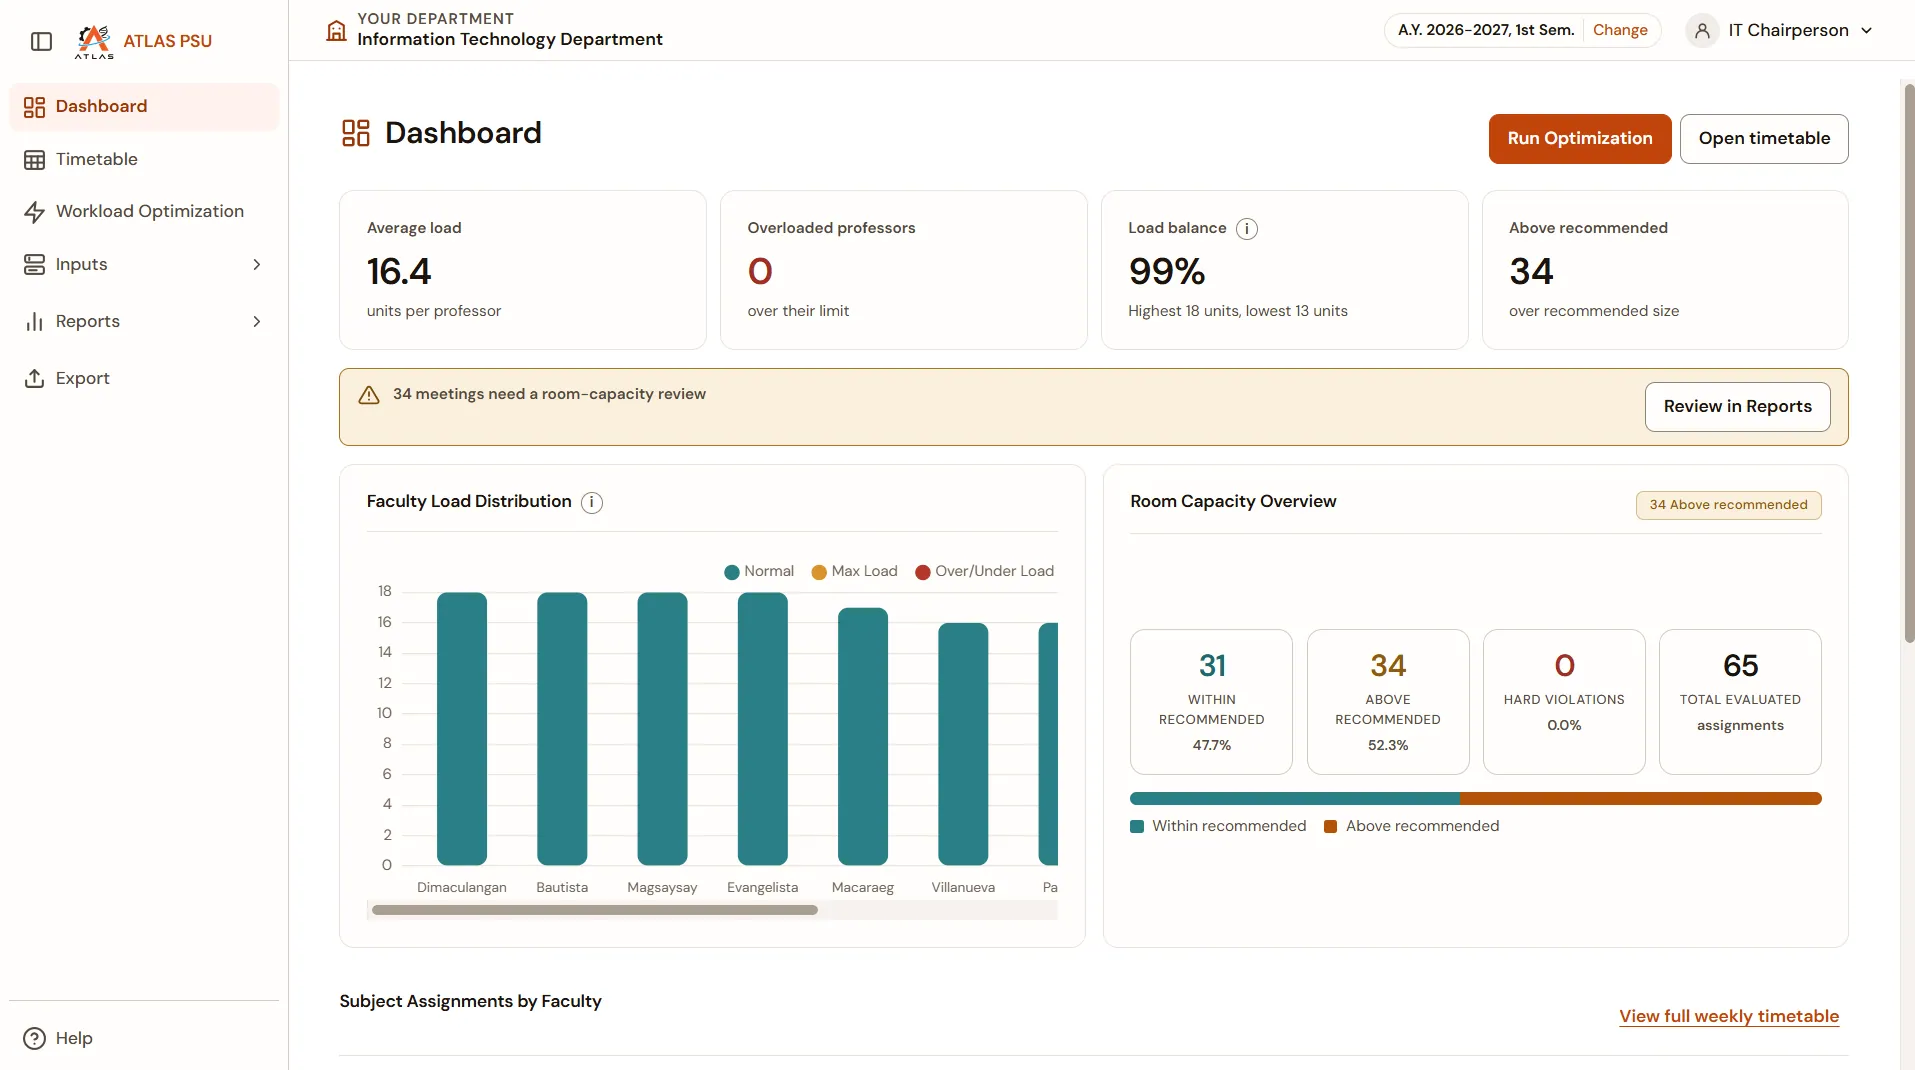 ATLAS
ATLAS PSU
Dashboard
Timetable
Workload Optimization
Inputs
Reports
Export
Help
YOUR DEPARTMENT
Information Technology Department
A.Y. 2026-2027, 1st Sem. Change
IT Chairperson
Dashboard
Run Optimization
Open timetable
Average load
16.4
units per professor
Overloaded professors
0
over their limit
Load balance i
99%
Highest 18 units, lowest 13 units
Above recommended
34
over recommended size
34 meetings need a room-capacity review
Review in Reports
Faculty Load Distribution i
Normal Max Load Over/Under Load
18
16
14
12
10
8
6
4
2
0
Dimaculangan Bautista Magsaysay Evangelista Macaraeg Villanueva Pa
Room Capacity Overview
34 Above recommended
31
WITHIN
RECOMMENDED
47.7%
34
ABOVE
RECOMMENDED
52.3%
0
HARD VIOLATIONS
0.0%
65
TOTAL EVALUATED
assignments
Within recommended Above recommended
Subject Assignments by Faculty
View full weekly timetable